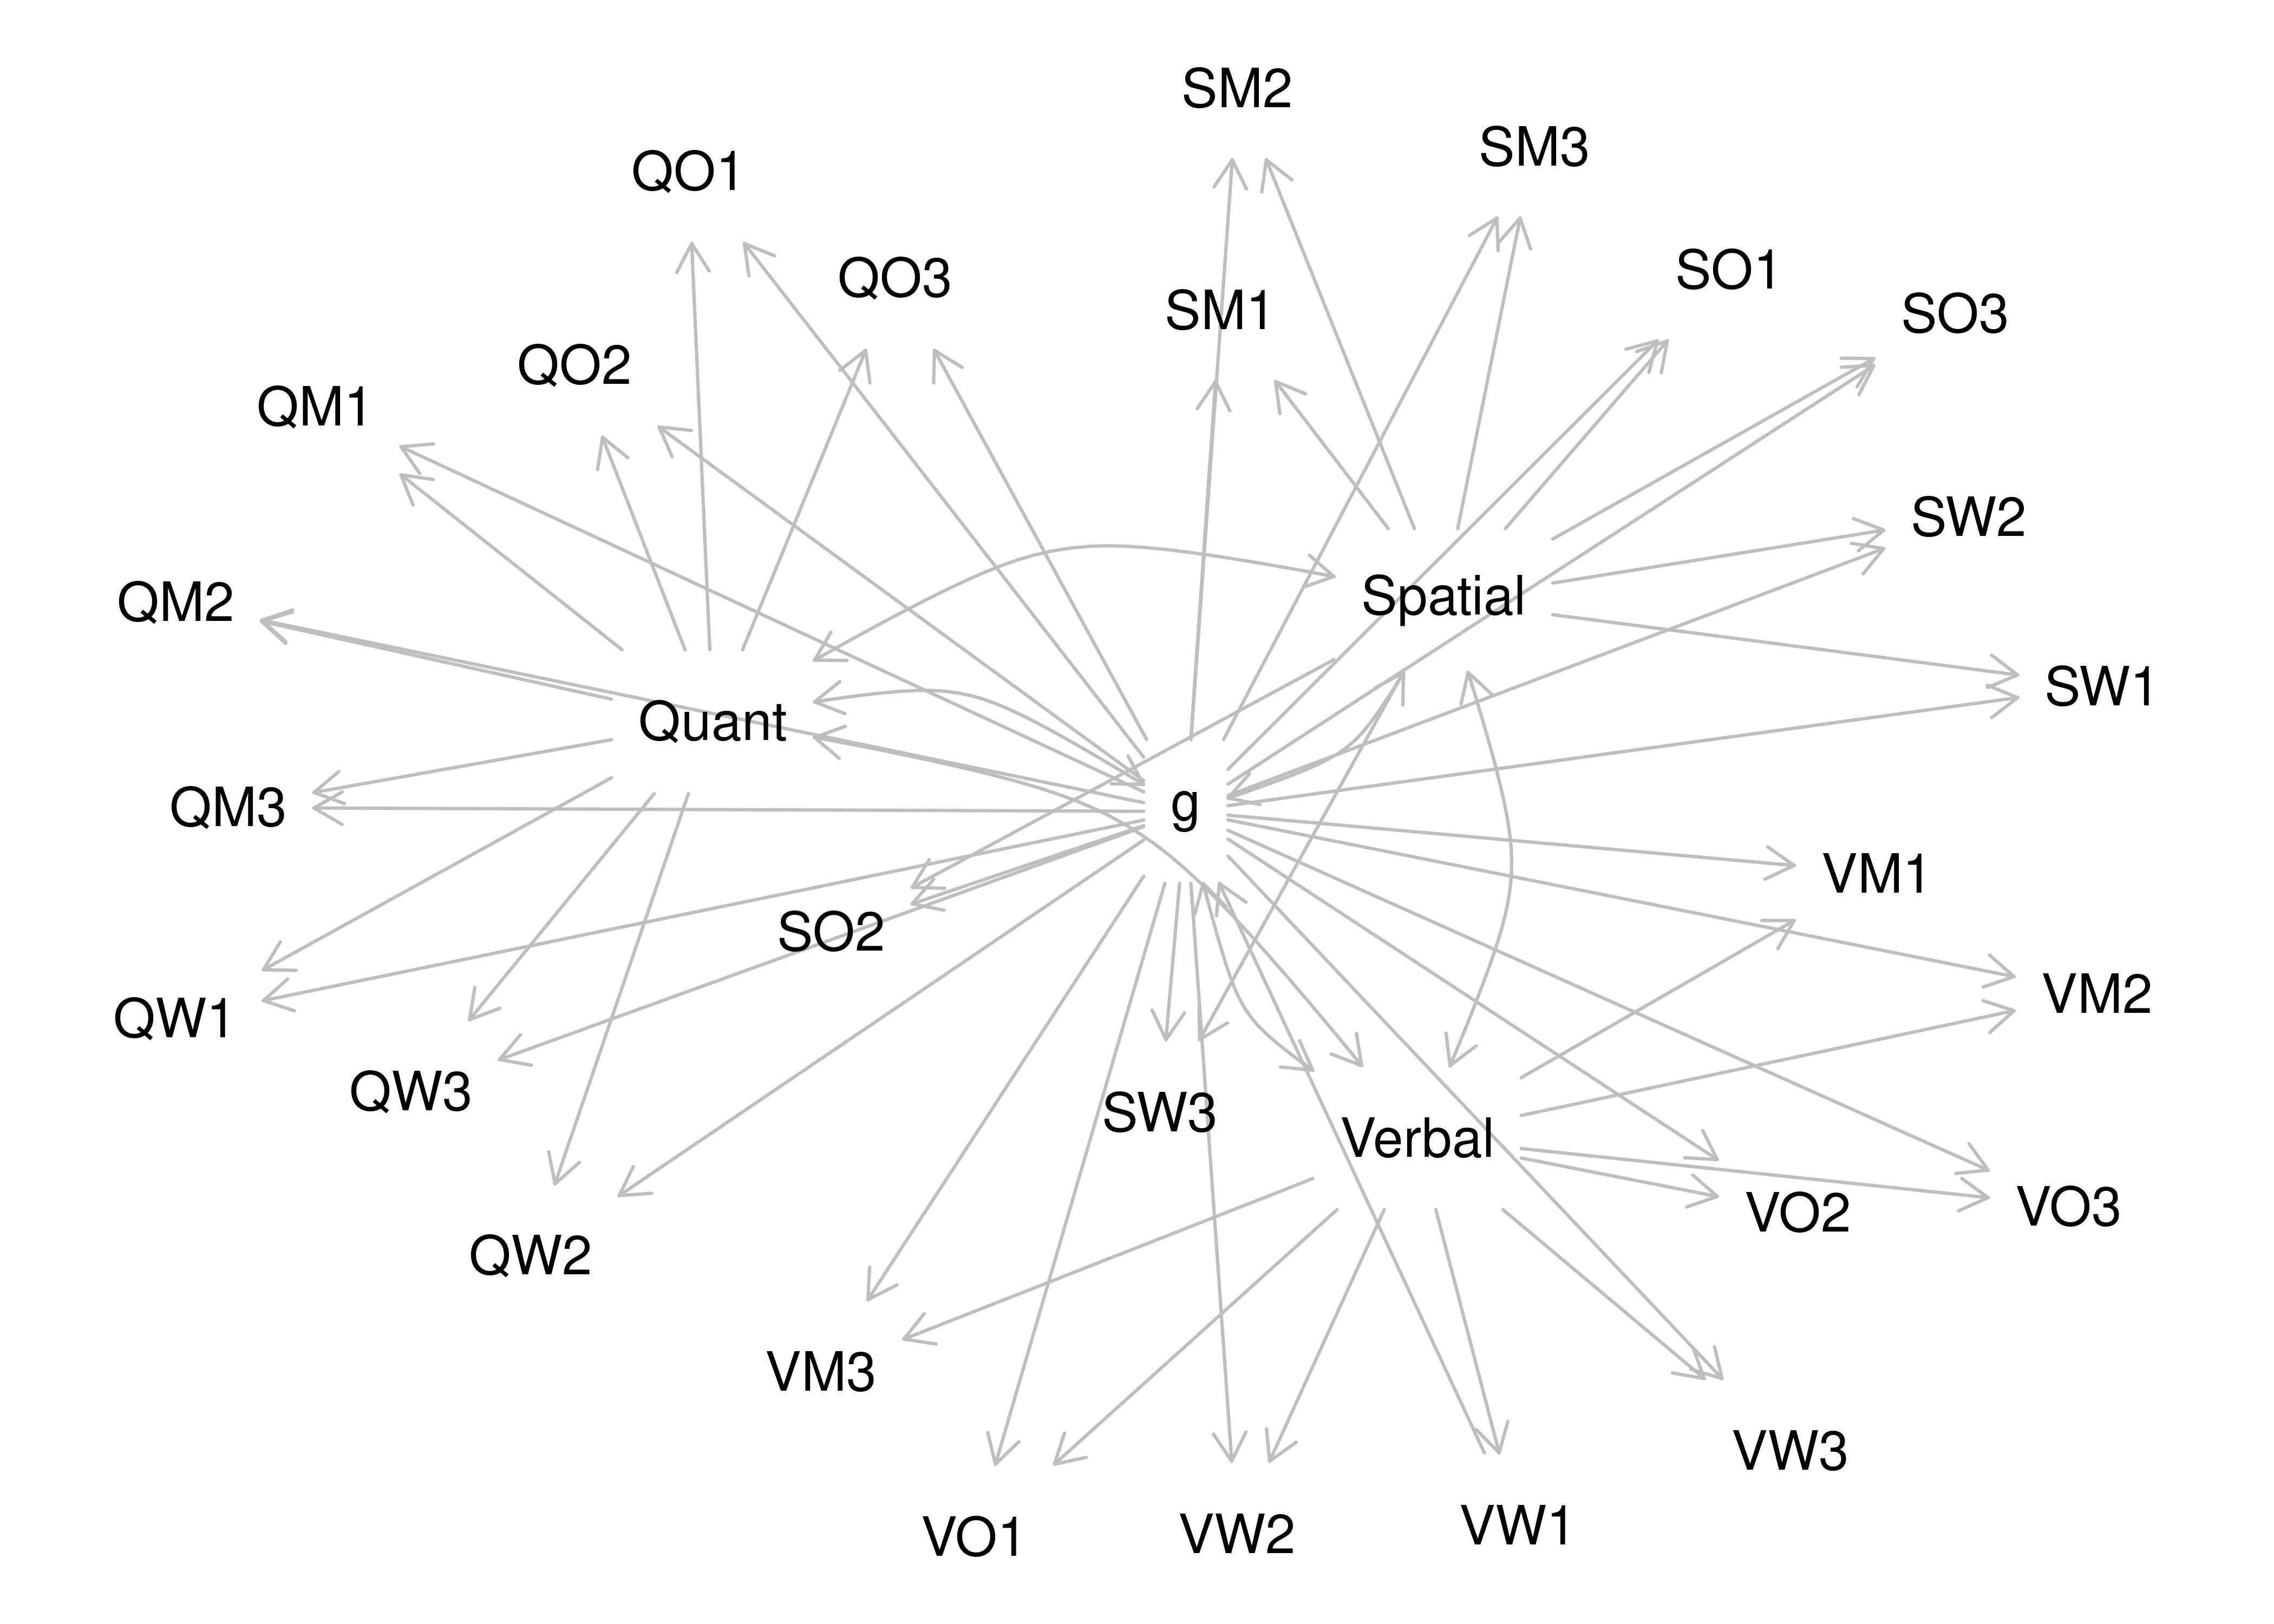 SM2
SM3
QO1
SO1
QO3
SM1
SO3
QO2
QM1
SW2
QM2
Spatial
SW1
Quant
QM3
g
VM1
SO2
VM2
QW1
QW3
SW3
Verbal
VO2
VO3
QW2
VM3
VW3
VO1
VW2
VW1